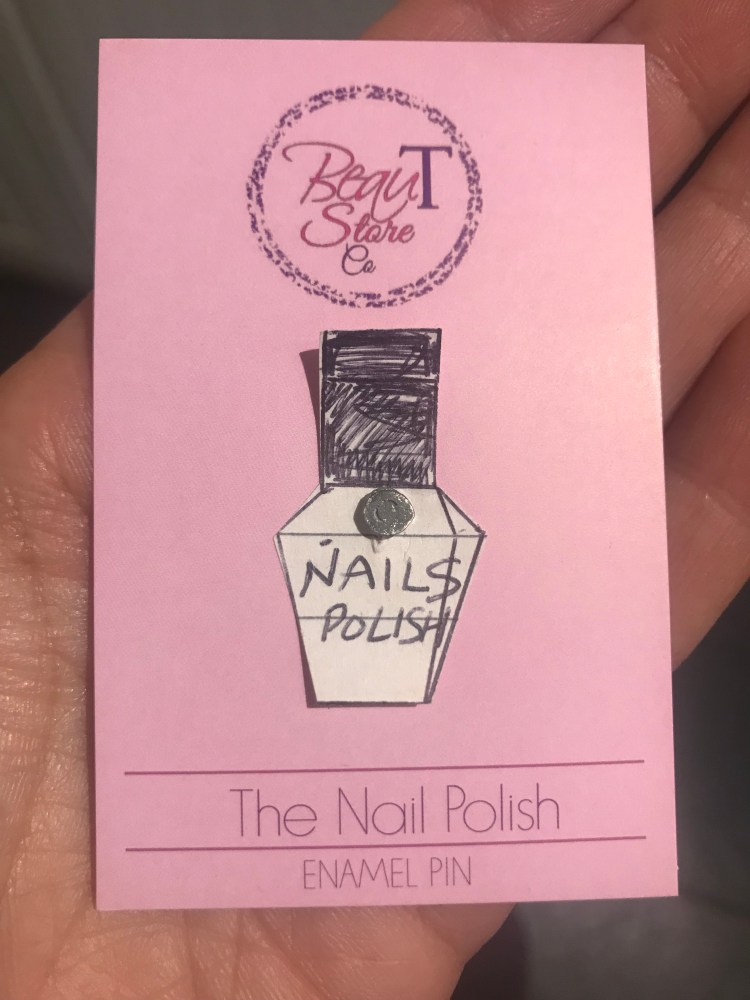 BeauT
Store
Co
NAILS
POLISH
The Nail Polish
ENAMEL PIN